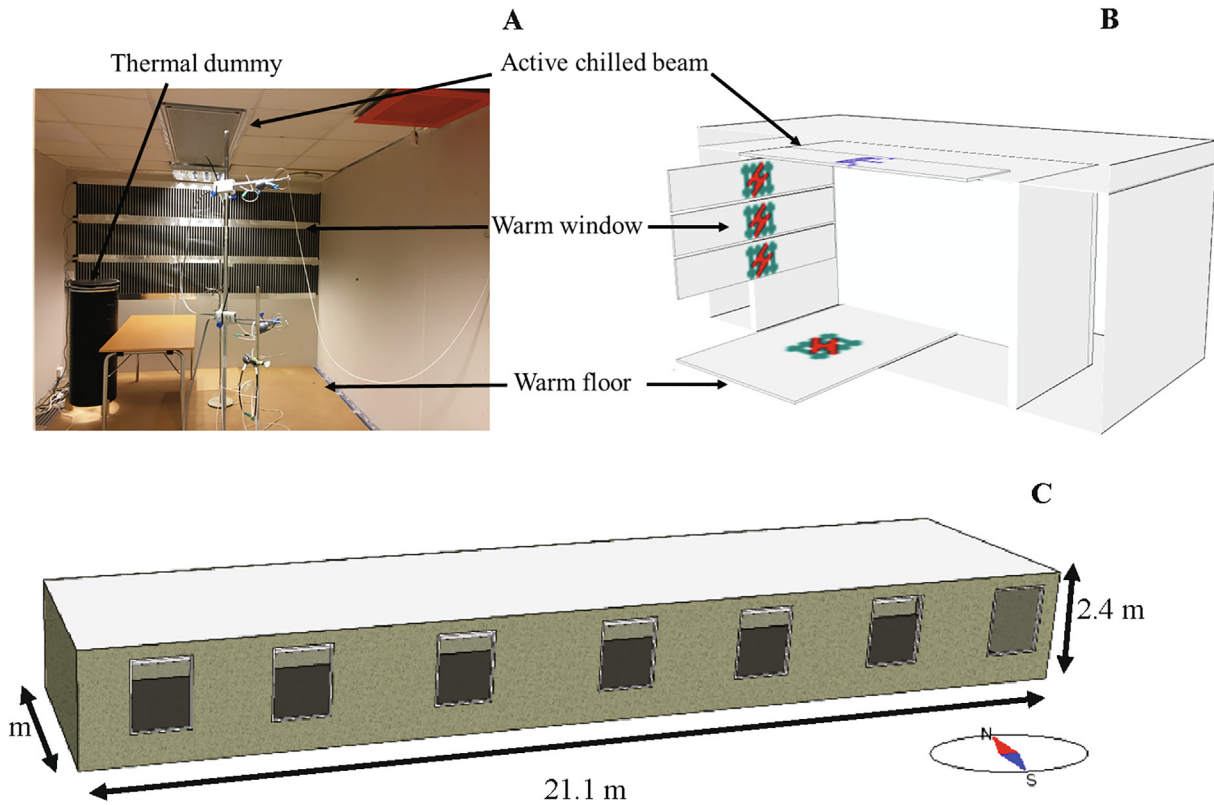 A
B
Thermal dummy
Active chilled beam
Warm window
Warm floor
C
2.4 m
m
21.1 m
N
S